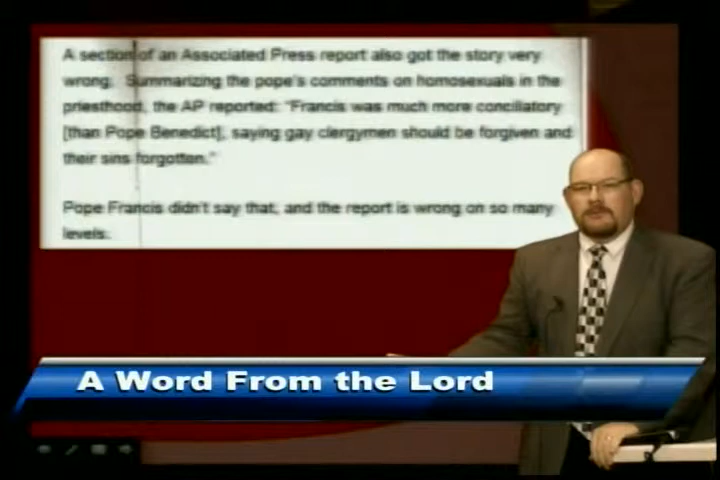 A section of an Associated Press report also got the story very
wrong. Summarizing the pope's comments on homosexuals in the
priesthood, the AP reported: "Francis was much more conciliatory
[than Pope Benedict], saying gay clergymen should be forgiven and
their sins forgotten."
Pope Francis didn't say that, and the report is wrong on so many
levels.
A Word From the Lord